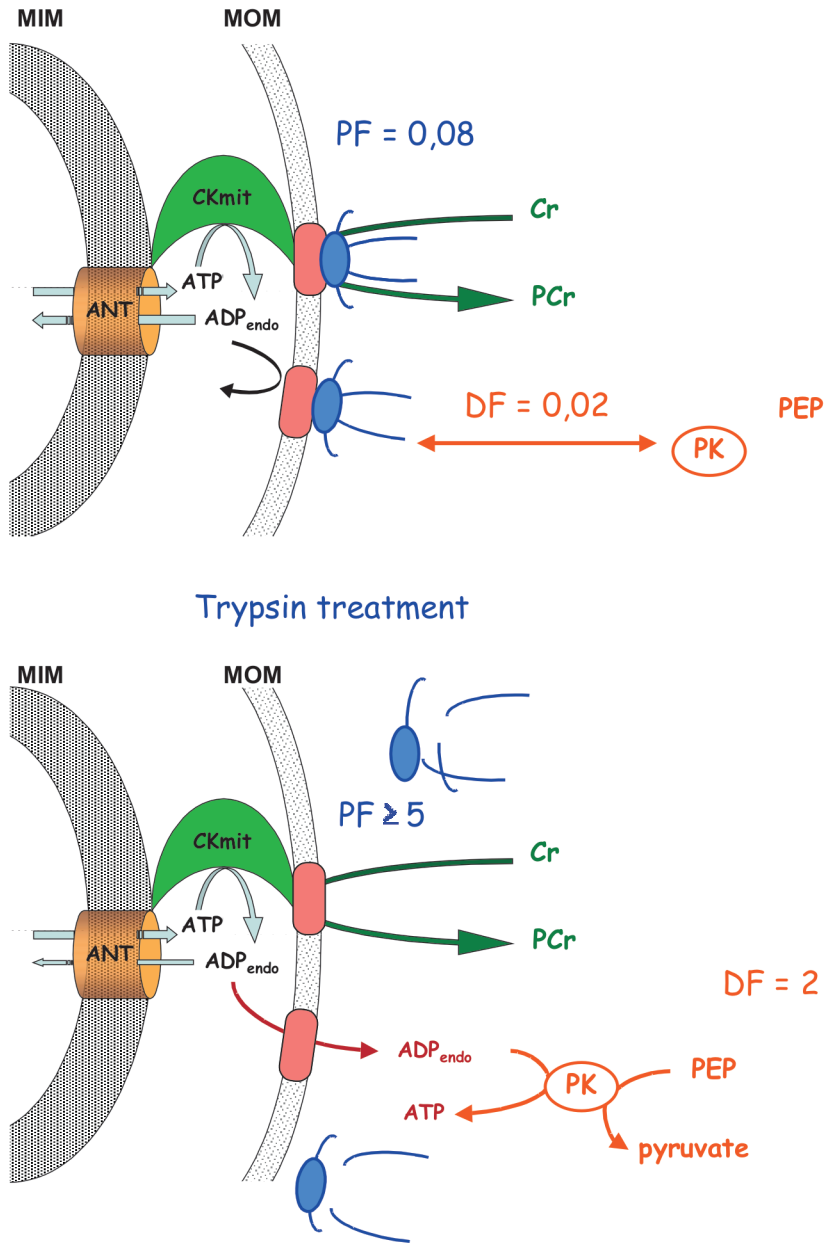 MIM
MOM
PF = 0,08
CKmit
Cr
ATP
PCr
ANT
ADPendo
DF = 0,02
PEP
PK
Trypsin treatment
MIM
MOM
PF ≥ 5
CKmit
Cr
ATP
PCr
ANT
ADPendo
DF = 2
ADPendo
PEP
PK
ATP
pyruvate